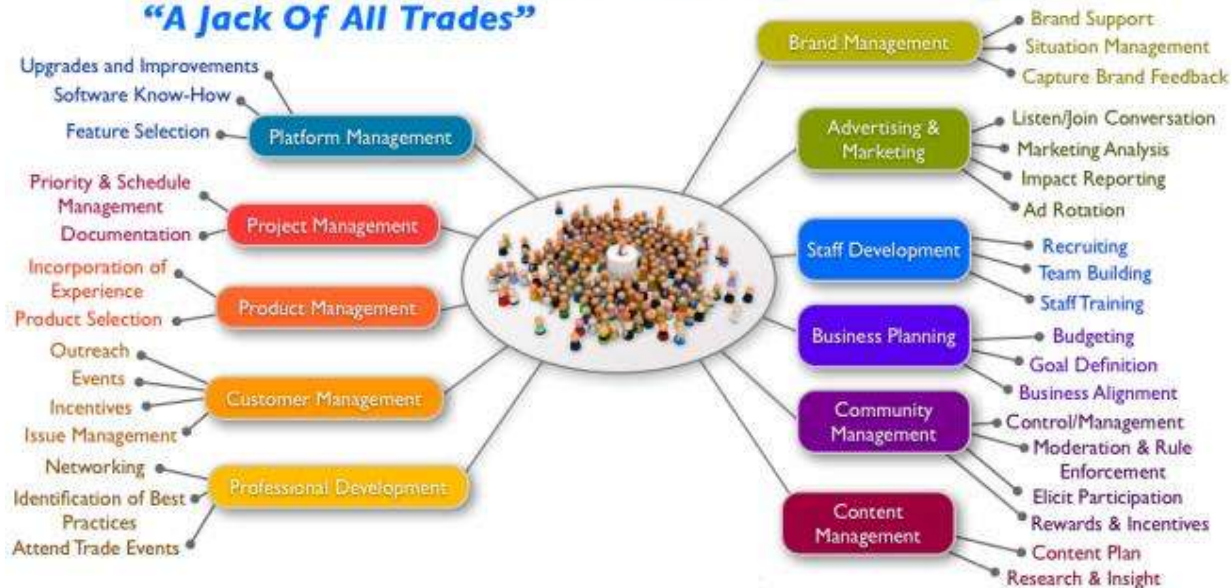 "A Jack Of All Trades"
Upgrades and Improvements
Software Know-How
Feature Selection
Platform Management
Priority & Schedule
Management
Documentation
Project Management
Incorporation of
Experience
Product Selection
Product Management
Outreach
Events
Incentives
Issue Management
Customer Management
Networking
Identification of Best
Practices
Attend Trade Events
Professional Development
Brand Management
Brand Support
Situation Management
Capture Brand Feedback
Advertising &
Marketing
Listen/Join Conversation
Marketing Analysis
Impact Reporting
Ad Rotation
Staff Development
Recruiting
Team Building
Staff Training
Business Planning
Budgeting
Goal Definition
Business Alignment
Community
Management
Control/Management
Moderation & Rule
Enforcement
Elicit Participation
Rewards & Incentives
Content
Management
Content Plan
Research & Insight